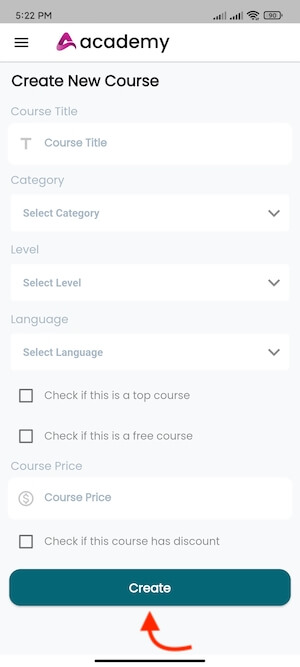 5:22 PM
90
academy
Create New Course
Course Title
Course Title
Category
Select Category
Level
Select Level
Language
Select Language
Check if this is a top course
Check if this is a free course
Course Price
Course Price
Check if this course has discount
Create